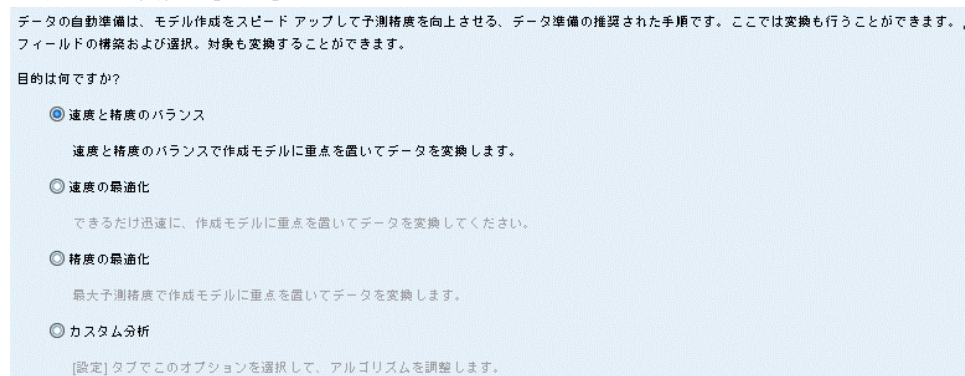 データの自動準備は、モデル作成をスピード アップして予測精度を向上させる、データ準備の推奨された手順です。ここでは変換も行うことができます。
フィールドの構築および選択。対象も変換することができます。
目的は何ですか?
速度と精度のバランス
速度と精度のバランスで作成モデルに重点を置いてデータを変換します。
速度の最適化
できるだけ迅速に、作成モデルに重点を置いてデータを変換してください。
精度の最適化
最大予測精度で作成モデルに重点を置いてデータを変換します。
カスタム分析
[設定] タブでこのオプションを選択して、アルゴリズムを調整します。